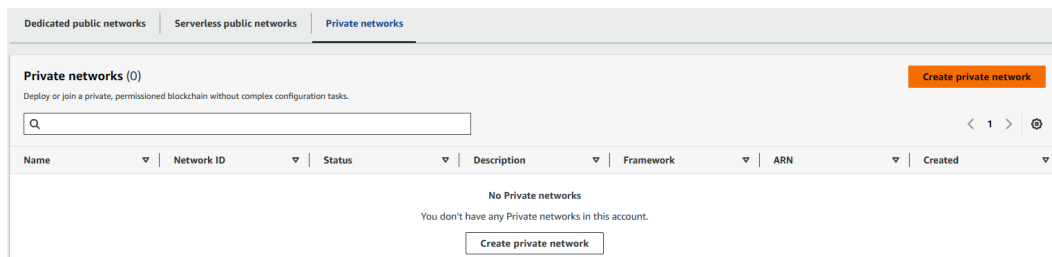 Dedicated public networks Serverless public networks Private networks
Private networks (0) Create private network
Deploy or join a private, permissioned blockchain without complex configuration tasks.
1
Name Network ID Status Description Framework ARN Created
No Private networks
You don't have any Private networks in this account.
Create private network